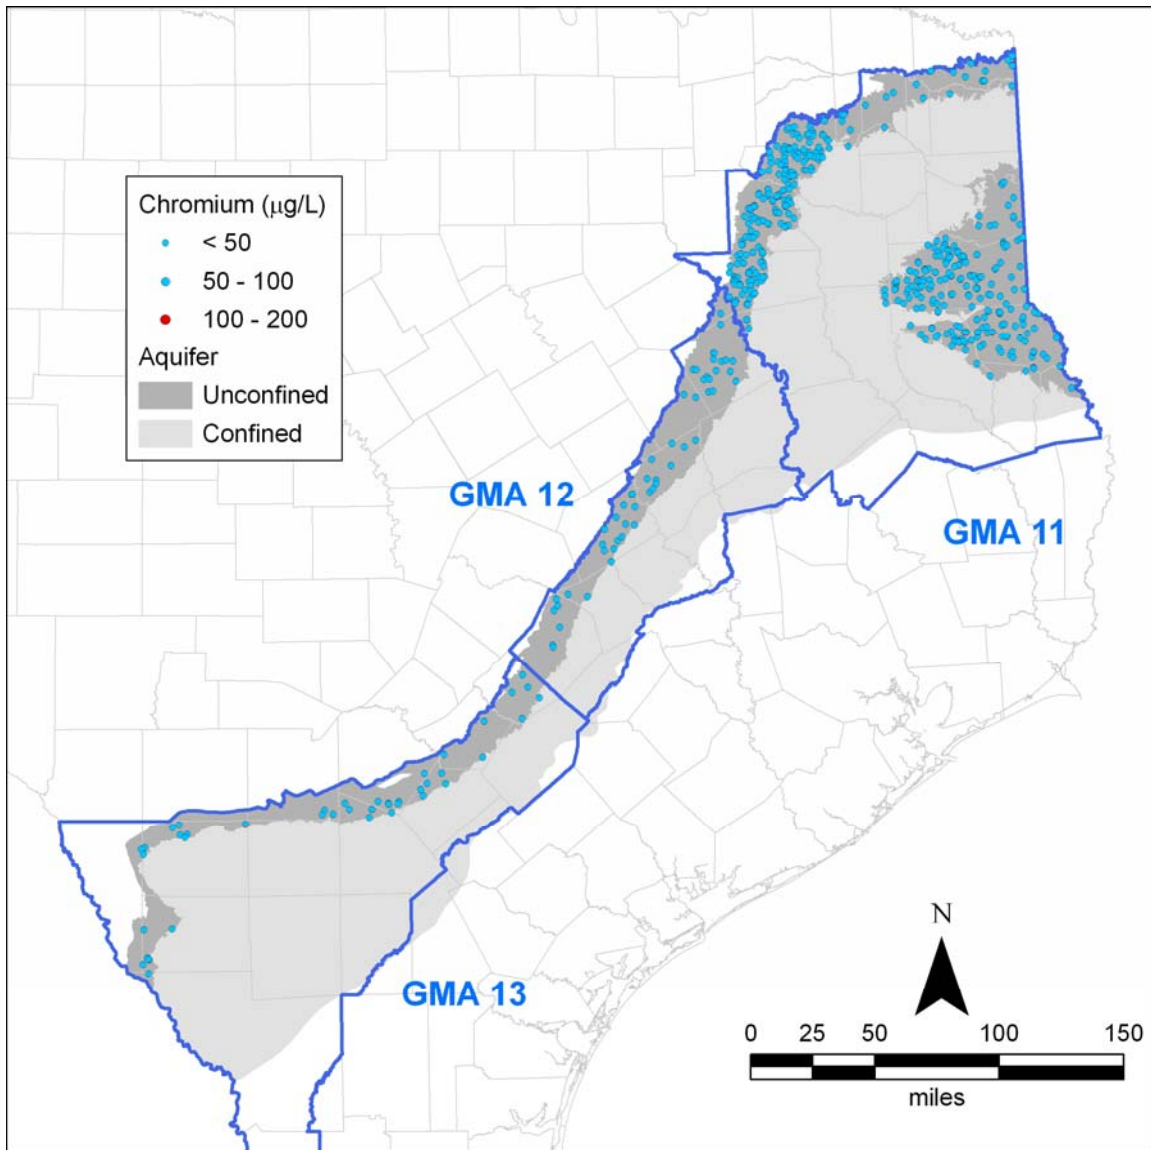 Chromium (μg/L)
< 50
50 - 100
100 - 200
Aquifer
Unconfined
Confined
GMA 12
GMA 11
GMA 13
N
0 25 50 100 150
miles